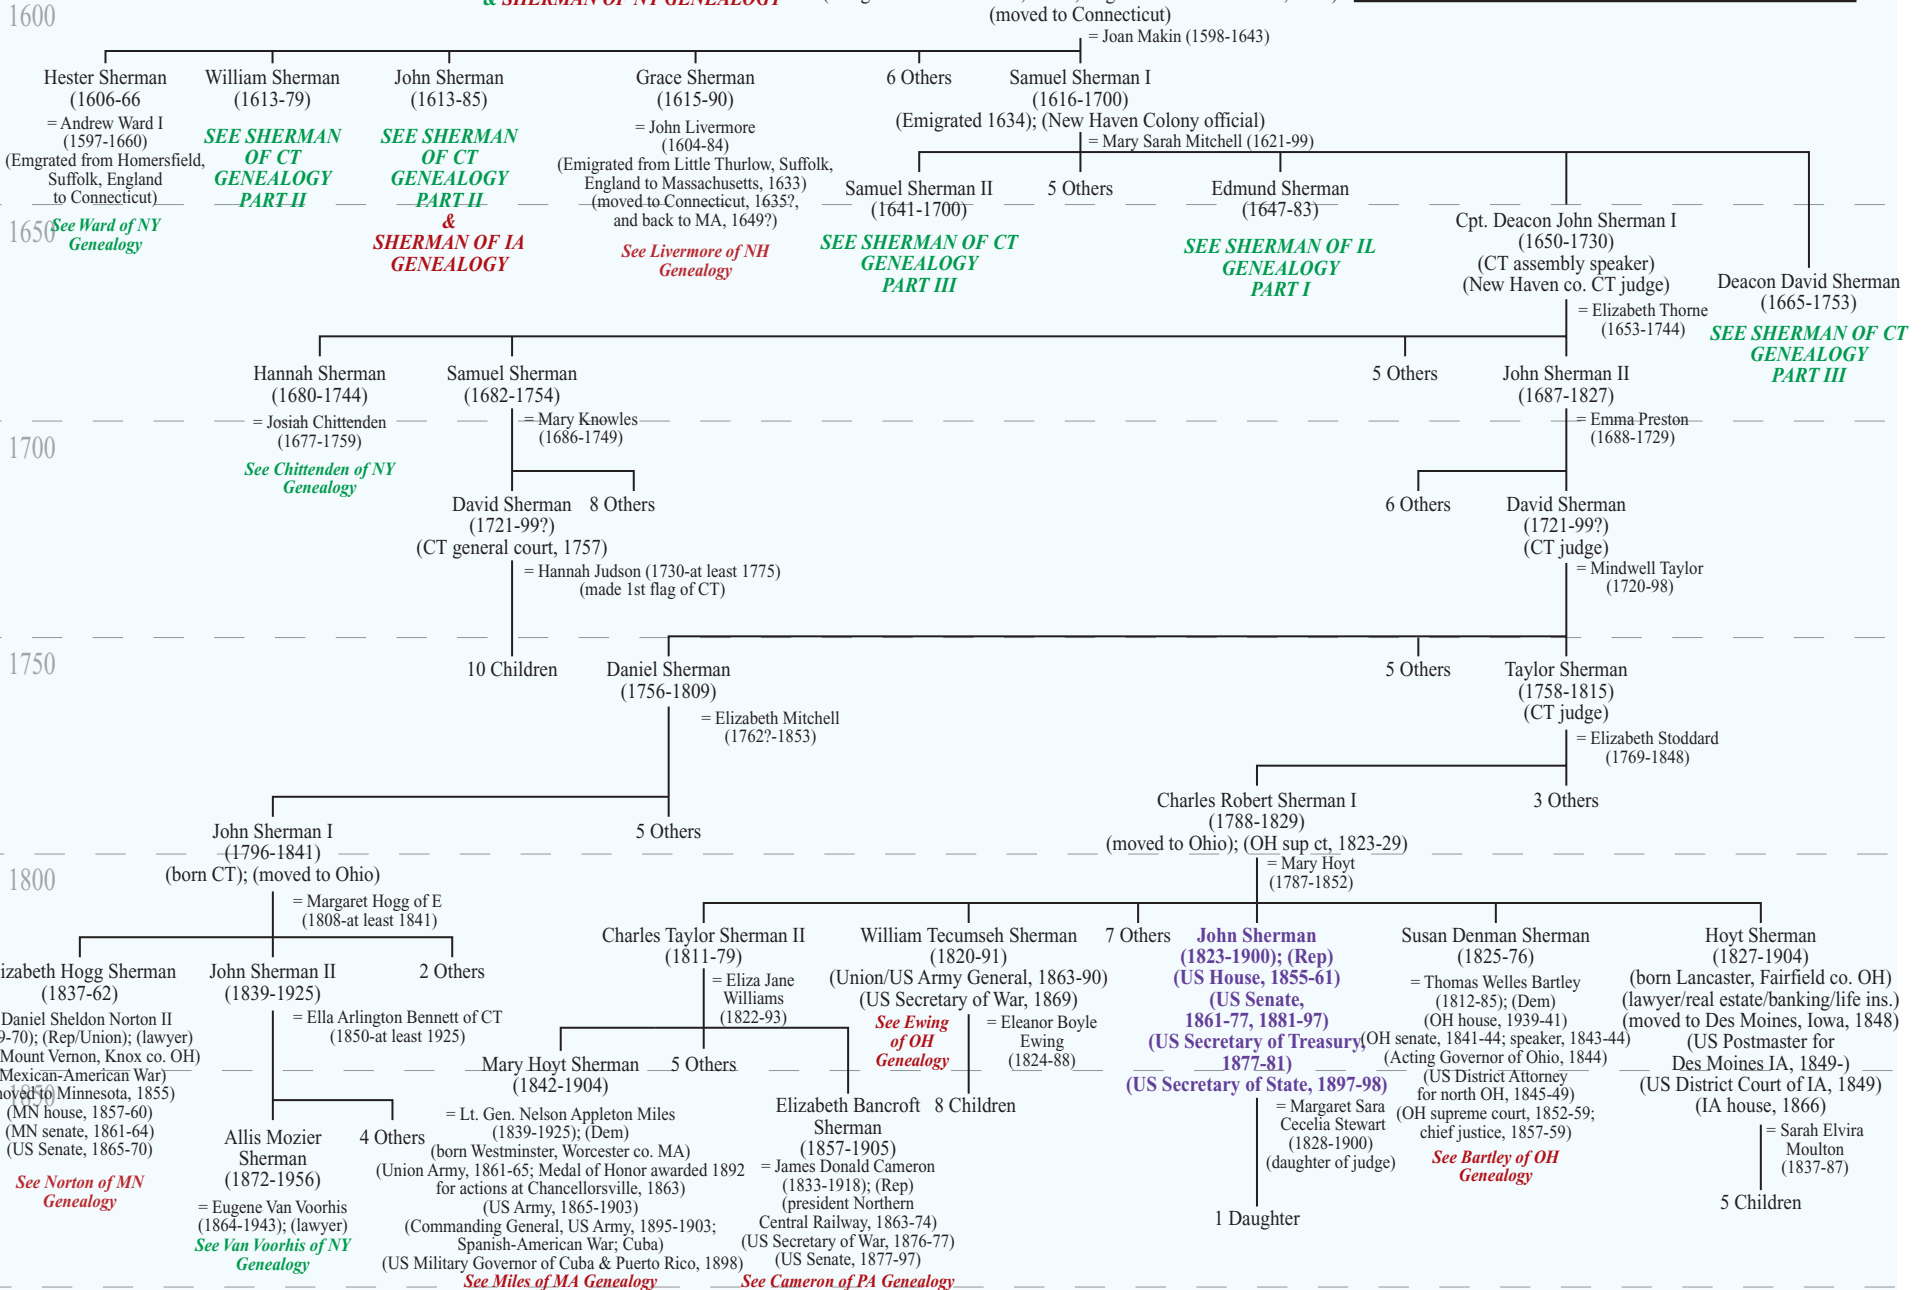 & SHERMAN OF NY GENEALOGY
(moved to Connecticut)
= Joan Makin (1598-1643)
1600
Hester Sherman
(1606-66
= Andrew Ward I
(1597-1660)
(Emgrated from Homersfield,
Suffolk, England
to Connecticut)
See Ward of NY
Genealogy
William Sherman
(1613-79)
SEE SHERMAN
OF CT
GENEALOGY
PART II
John Sherman
(1613-85)
SEE SHERMAN
OF CT
GENEALOGY
PART II
&
SHERMAN OF IA
GENEALOGY
Grace Sherman
(1615-90)
= John Livermore
(1604-84)
(Emigrated from Little Thurlow, Suffolk,
England to Massachusetts, 1633)
(moved to Connecticut, 1635?,
and back to MA, 1649?)
See Livermore of NH
Genealogy
6 Others
Samuel Sherman I
(1616-1700)
(Emigrated 1634); (New Haven Colony official)
= Mary Sarah Mitchell (1621-99)
1650
Samuel Sherman II
(1641-1700)
SEE SHERMAN OF CT
GENEALOGY
PART III
5 Others
Edmund Sherman
(1647-83)
SEE SHERMAN OF IL
GENEALOGY
PART I
Cpt. Deacon John Sherman I
(1650-1730)
(CT assembly speaker)
(New Haven co. CT judge)
= Elizabeth Thorne
(1653-1744)
Deacon David Sherman
(1665-1753)
SEE SHERMAN OF CT
GENEALOGY
PART III
Hannah Sherman
(1680-1744)
= Josiah Chittenden
(1677-1759)
See Chittenden of NY
Genealogy
Samuel Sherman
(1682-1754)
= Mary Knowles
(1686-1749)
5 Others
John Sherman II
(1687-1827)
= Emma Preston
(1688-1729)
1700
David Sherman
(1721-99?)
(CT general court, 1757)
= Hannah Judson (1730-at least 1775)
(made 1st flag of CT)
8 Others
6 Others
David Sherman
(1721-99?)
(CT judge)
= Mindwell Taylor
(1720-98)
1750
10 Children
Daniel Sherman
(1756-1809)
= Elizabeth Mitchell
(1762?-1853)
5 Others
Taylor Sherman
(1758-1815)
(CT judge)
= Elizabeth Stoddard
(1769-1848)
John Sherman I
(1796-1841)
(born CT); (moved to Ohio)
= Margaret Hogg of E
(1808-at least 1841)
5 Others
Charles Robert Sherman I
(1788-1829)
(moved to Ohio); (OH sup ct, 1823-29)
= Mary Hoyt
(1787-1852)
3 Others
1800
izabeth Hogg Sherman
(1837-62)
Daniel Sheldon Norton II
9-70); (Rep/Union); (lawyer)
Mount Vernon, Knox co. OH)
Mexican-American War)
oved to Minnesota, 1855)
(MN house, 1857-60)
(MN senate, 1861-64)
(US Senate, 1865-70)
See Norton of MN
Genealogy
John Sherman II
(1839-1925)
= Ella Arlington Bennett of CT
(1850-at least 1925)
2 Others
Charles Taylor Sherman II
(1811-79)
= Eliza Jane
Williams
(1822-93)
William Tecumseh Sherman
(1820-91)
(Union/US Army General, 1863-90)
(US Secretary of War, 1869)
See Ewing
of OH
Genealogy
= Eleanor Boyle
Ewing
(1824-88)
7 Others
John Sherman
(1823-1900); (Rep)
(US House, 1855-61)
(US Senate,
1861-77, 1881-97)
(US Secretary of Treasury,
1877-81)
(US Secretary of State, 1897-98)
= Margaret Sara
Cecelia Stewart
(1828-1900)
(daughter of judge)
Susan Denman Sherman
(1825-76)
= Thomas Welles Bartley
(1812-85); (Dem)
(OH house, 1939-41)
(OH senate, 1841-44; speaker, 1843-44)
(Acting Governor of Ohio, 1844)
(US District Attorney
for north OH, 1845-49)
(OH supreme court, 1852-59;
chief justice, 1857-59)
See Bartley of OH
Genealogy
Hoyt Sherman
(1827-1904)
(born Lancaster, Fairfield co. OH)
(lawyer/real estate/banking/life ins.)
(moved to Des Moines, Iowa, 1848)
(US Postmaster for
Des Moines IA, 1849-)
(US District Court of IA, 1849)
(IA house, 1866)
= Sarah Elvira
Moulton
(1837-87)
1850
Allis Mozier
Sherman
(1872-1956)
= Eugene Van Voorhis
(1864-1943); (lawyer)
See Van Voorhis of NY
Genealogy
4 Others
Mary Hoyt Sherman
(1842-1904)
= Lt. Gen. Nelson Appleton Miles
(1839-1925); (Dem)
(born Westminster, Worcester co. MA)
(Union Army, 1861-65; Medal of Honor awarded 1892
for actions at Chancellorsville, 1863)
(US Army, 1865-1903)
(Commanding General, US Army, 1895-1903;
Spanish-American War; Cuba)
(US Military Governor of Cuba & Puerto Rico, 1898)
See Miles of MA Genealogy
5 Others
Elizabeth Bancroft
Sherman
(1857-1905)
= James Donald Cameron
(1833-1918); (Rep)
(president Northern
Central Railway, 1863-74)
(US Secretary of War, 1876-77)
(US Senate, 1877-97)
See Cameron of PA Genealogy
8 Children
1 Daughter
5 Children